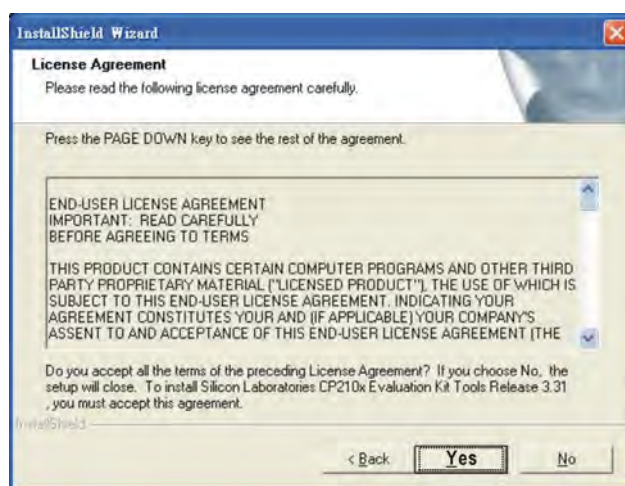 InstallShield Wizard
License Agreement
Please read the following license agreement carefully.
Press the PAGE DOWN key to see the rest of the agreement.
END-USER LICENSE AGREEMENT
IMPORTANT: READ CAREFULLY
BEFORE AGREEING TO TERMS
THIS PRODUCT CONTAINS CERTAIN COMPUTER PROGRAMS AND OTHER THIRD
PARTY PROPRIETARY MATERIAL ("LICENSED PRODUCT"), THE USE OF WHICH IS
SUBJECT TO THIS END-USER LICENSE AGREEMENT. INDICATING YOUR
AGREEMENT CONSTITUTES YOUR AND (IF APPLICABLE) YOUR COMPANY'S
ASSENT TO AND ACCEPTANCE OF THIS END-USER LICENSE AGREEMENT (THE
Do you accept all the terms of the preceding License Agreement? If you choose No, the
setup will close. To install Silicon Laboratories CP210x Evaluation Kit Tools Release 3.31
, you must accept this agreement.
InstallShield
< Back Yes No